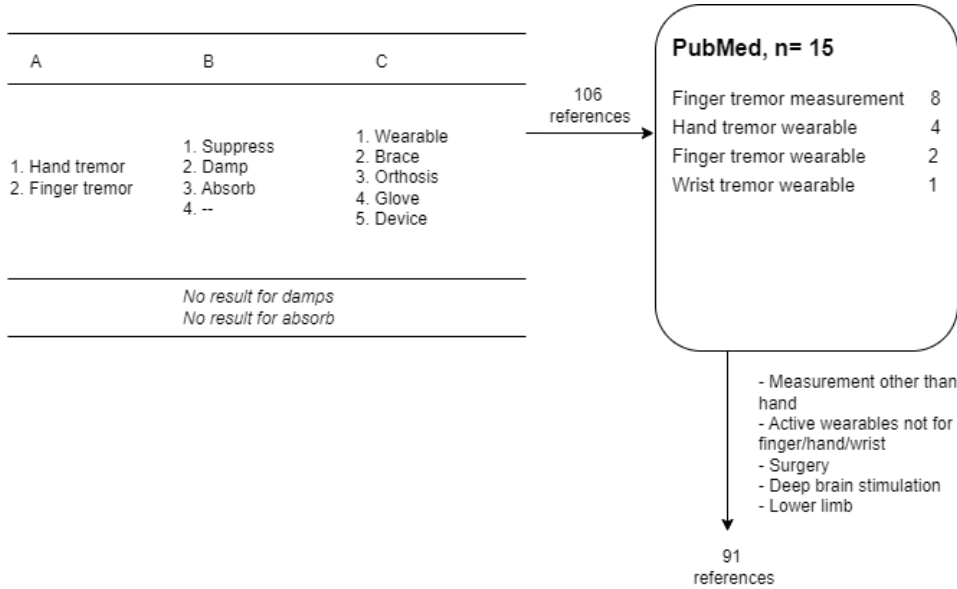 A B C
1. Hand tremor
2. Finger tremor
1. Suppress
2. Damp
3. Absorb
4. --
1. Wearable
2. Brace
3. Orthosis
4. Glove
5. Device
No result for damps
No result for absorb
106
references
PubMed, n= 15
Finger tremor measurement 8
Hand tremor wearable 4
Finger tremor wearable 2
Wrist tremor wearable 1
- Measurement other than
hand
- Active wearables not for
finger/hand/wrist
- Surgery
- Deep brain stimulation
- Lower limb
91
references